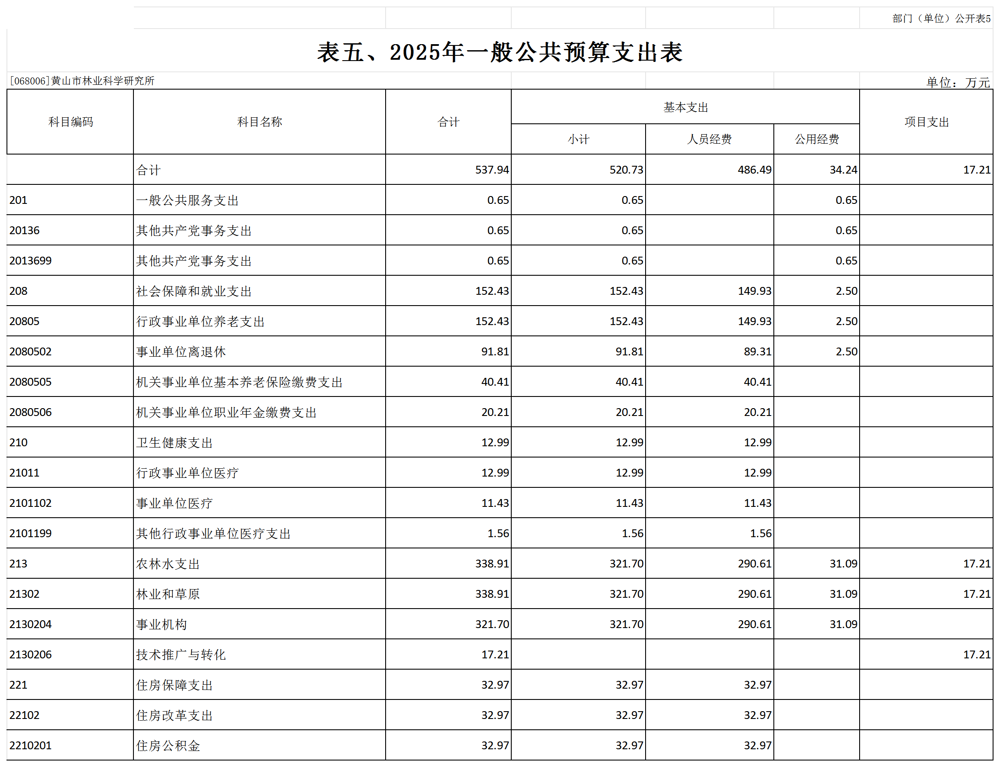 部门（单位）公开表5
表五、2025年一般公共预算支出表
[068006]黄山市林业科学研究所 单位：万元
科目编码 科目名称 合计 基本支出 项目支出
小计 人员经费 公用经费
合计 537.94 520.73 486.49 34.24 17.21
201 一般公共服务支出 0.65 0.65 0.65
20136 其他共产党事务支出 0.65 0.65 0.65
2013699 其他共产党事务支出 0.65 0.65 0.65
208 社会保障和就业支出 152.43 152.43 149.93 2.50
20805 行政事业单位养老支出 152.43 152.43 149.93 2.50
2080502 事业单位离退休 91.81 91.81 89.31 2.50
2080505 机关事业单位基本养老保险缴费支出 40.41 40.41 40.41
2080506 机关事业单位职业年金缴费支出 20.21 20.21 20.21
210 卫生健康支出 12.99 12.99 12.99
21011 行政事业单位医疗 12.99 12.99 12.99
2101102 事业单位医疗 11.43 11.43 11.43
2101199 其他行政事业单位医疗支出 1.56 1.56 1.56
213 农林水支出 338.91 321.70 290.61 31.09 17.21
21302 林业和草原 338.91 321.70 290.61 31.09 17.21
2130204 事业机构 321.70 321.70 290.61 31.09
2130206 技术推广与转化 17.21 17.21
221 住房保障支出 32.97 32.97 32.97
22102 住房改革支出 32.97 32.97 32.97
2210201 住房公积金 32.97 32.97 32.97